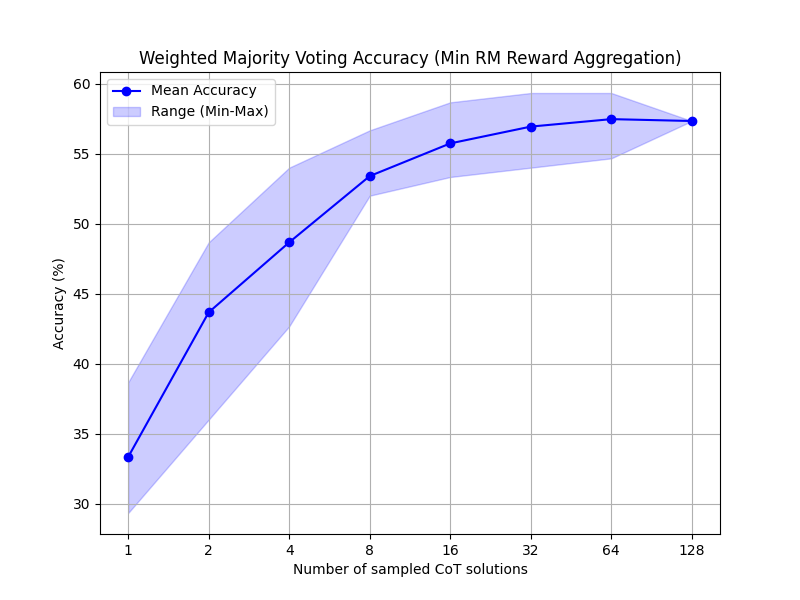 Weighted Majority Voting Accuracy (Min RM Reward Aggregation)
Mean Accuracy
Range (Min-Max)
60
55
50
45
40
35
30
Accuracy (%)
1 2 4 8 16 32 64 128
Number of sampled CoT solutions